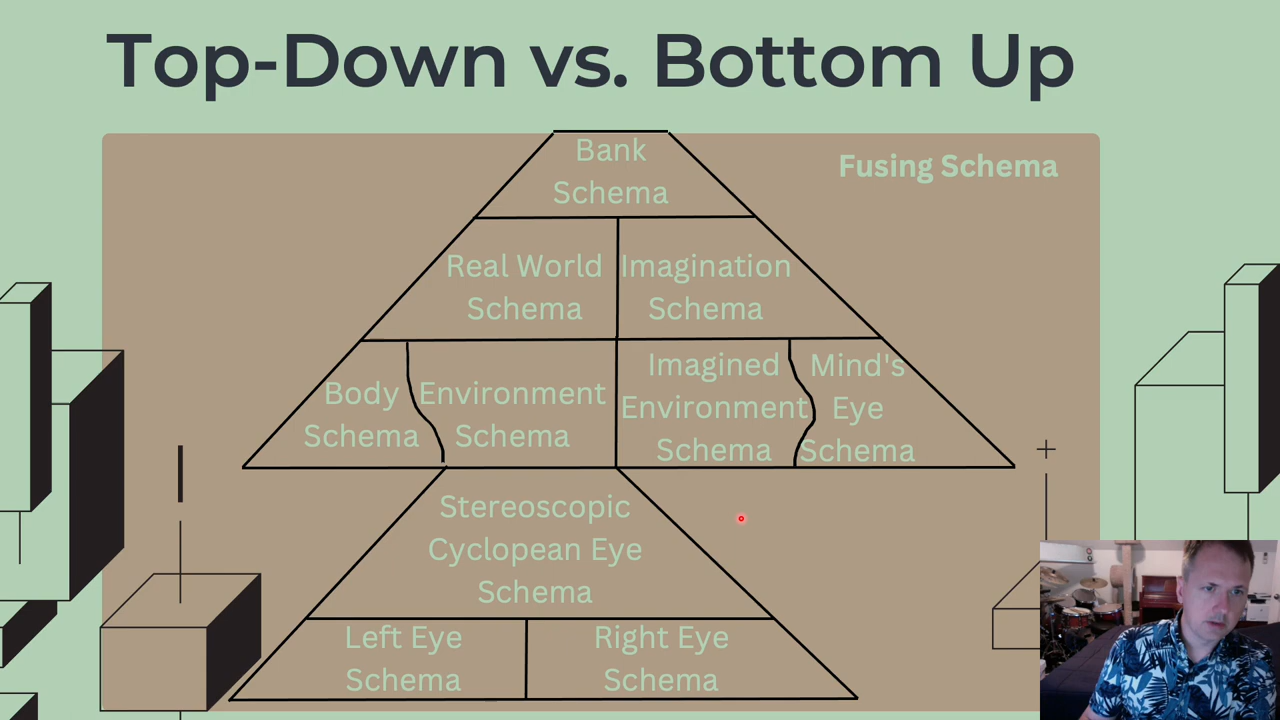 Top-Down vs. Bottom Up
Fusing Schema
Bank
Schema
Real World
Schema
Imagination
Schema
Body
Schema
Environment
Schema
Imagined
Environment
Schema
Mind's
Eye
Schema
Stereoscopic
Cyclopean Eye
Schema
Left Eye
Schema
Right Eye
Schema